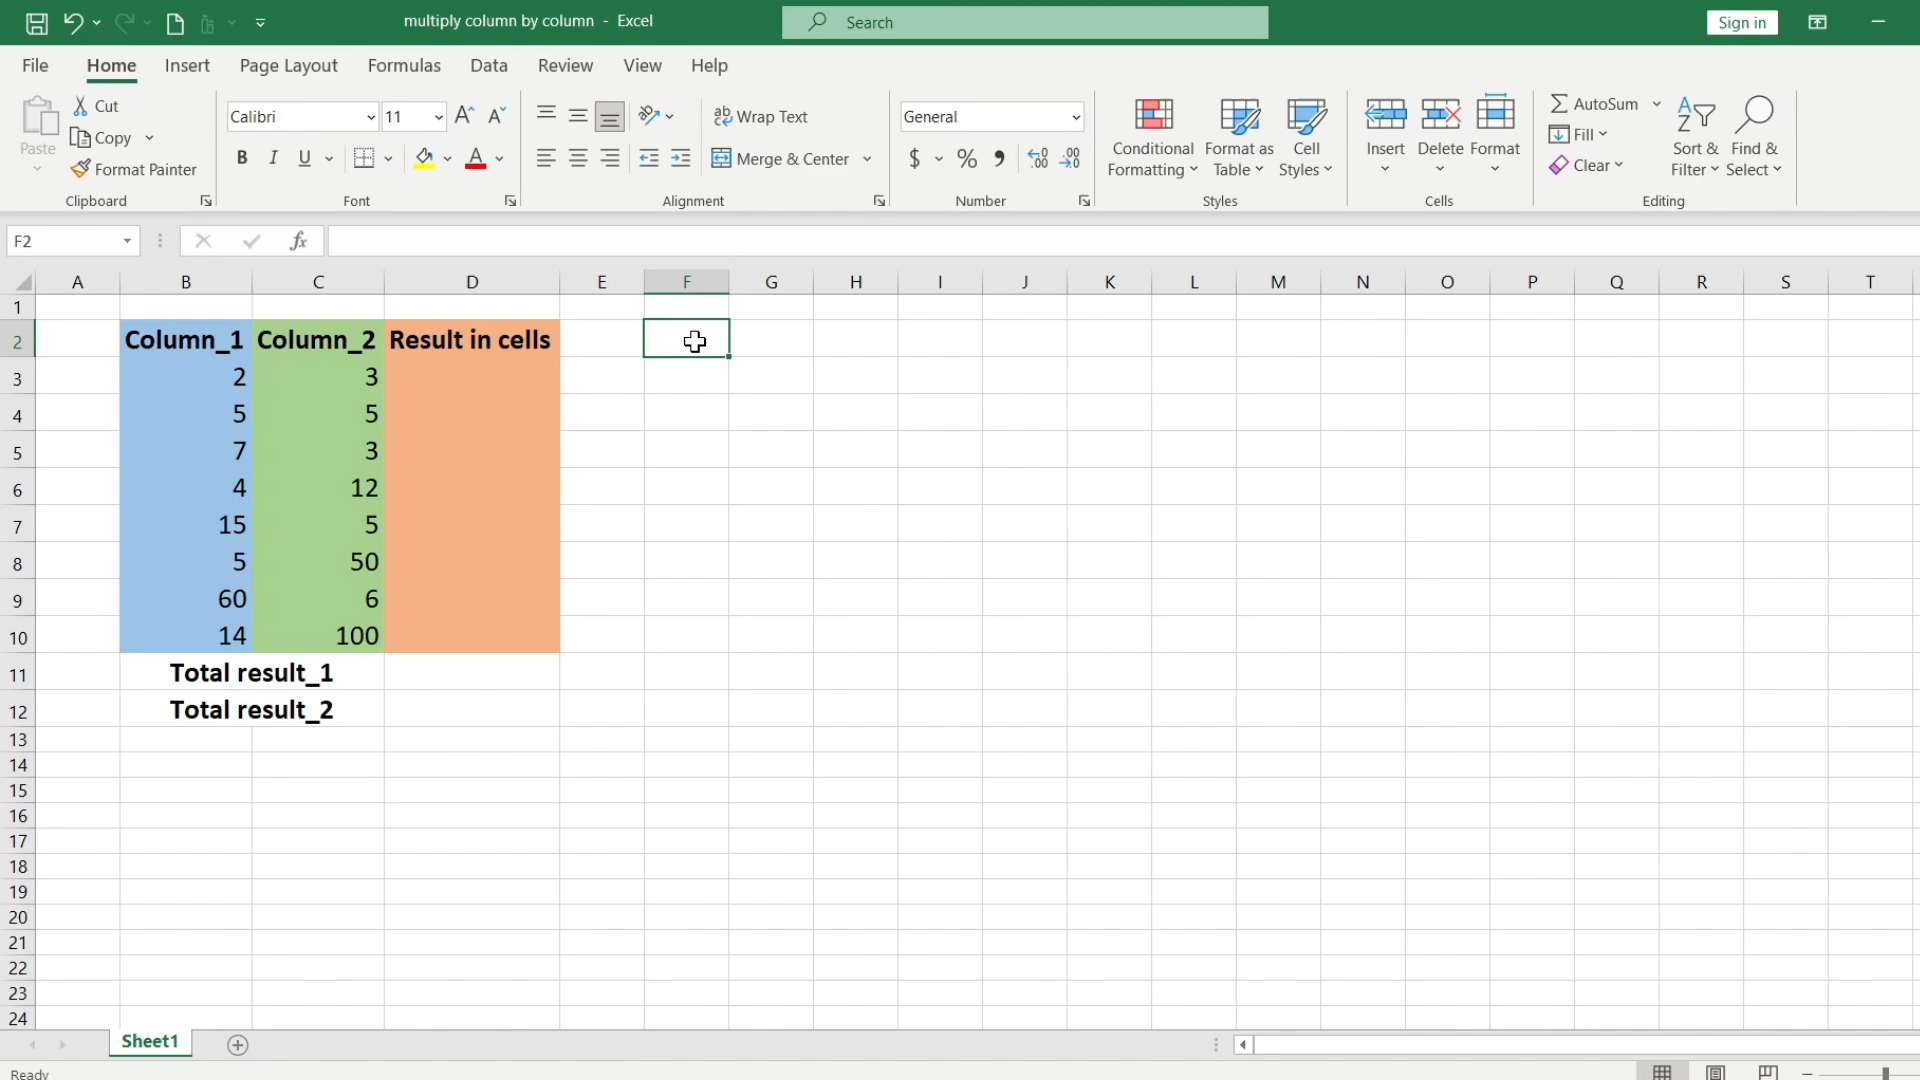 multiply column by column - Excel
Search
Sign in
File Home Insert Page Layout Formulas Data Review View Help
Paste
Cut
Copy
Format Painter
Clipboard
Calibri 11
B I U
Font
Wrap Text
Merge & Center
Alignment
General
$ % ,
Number
Conditional Formatting
Format as Table
Cell Styles
Styles
Insert Delete Format
Cells
AutoSum
Fill
Clear
Sort & Filter
Find & Select
Editing
F2 fx
A B C D E F G H I J K L M N O P Q R S T
1
2 Column_1 Column_2 Result in cells
3 2 3
4 5 5
5 7 3
6 4 12
7 15 5
8 5 50
9 60 6
10 14 100
11 Total result_1
12 Total result_2
13
14
15
16
17
18
19
20
21
22
23
24
Sheet1
Ready